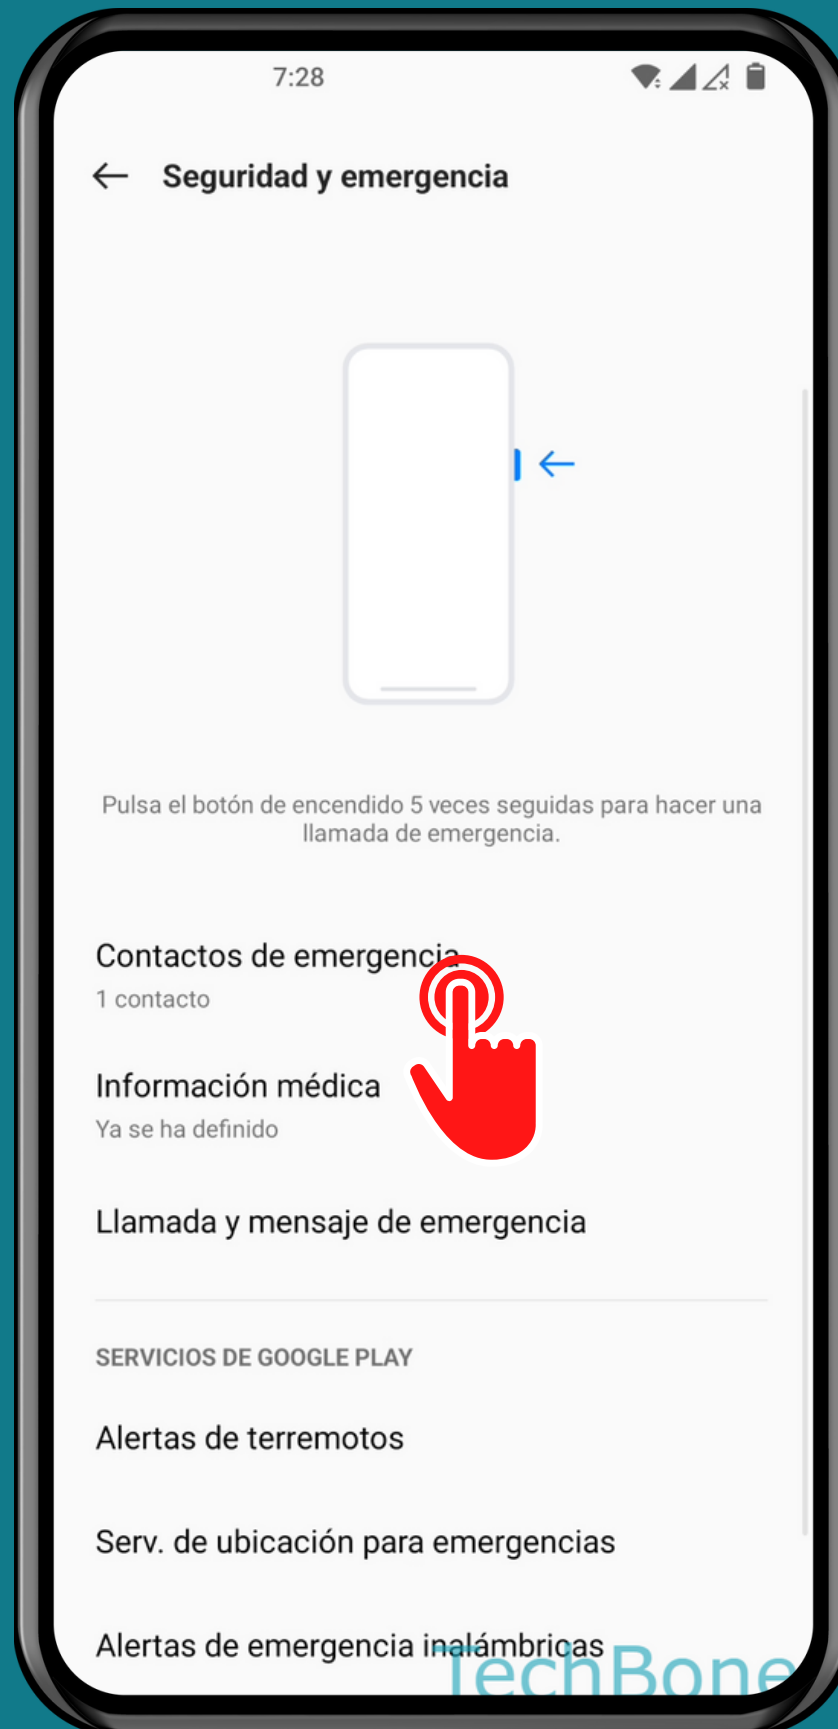 7:28
Seguridad y emergencia
Pulsa el botón de encendido 5 veces seguidas para hacer una
llamada de emergencia.
Contactos de emergencia
1 contacto
Información médica
Ya se ha definido
Llamada y mensaje de emergencia
SERVICIOS DE GOOGLE PLAY
Alertas de terremotos
Serv. de ubicación para emergencias
Alertas de emergencia inalámbricas
TechBone